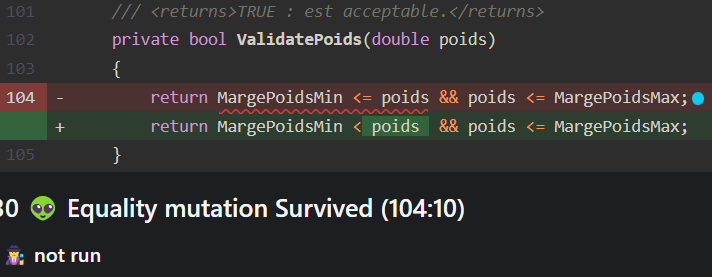 101 /// <returns>TRUE : est acceptable.</returns>
102 private bool ValidatePoids(double poids)
103 {
104 - return MargePoidsMin <= poids && poids <= MargePoidsMax;
+ return MargePoidsMin < poids && poids <= MargePoidsMax;
105 }
30 👽 Equality mutation Survived (104:10)
🕵️‍♀️ not run